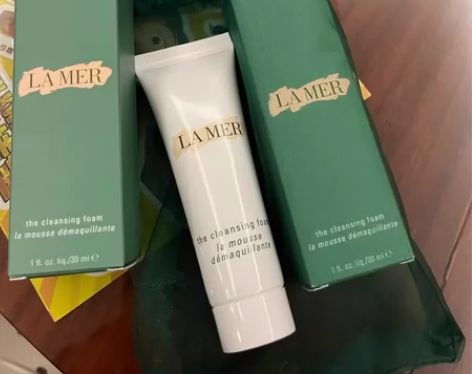 LA MER
the cleansing foam
la mousse démaquillante
1 fl. oz. liq./30 ml e
LA MER
the cleansing foa
la mousse
démaquillante
LA MER
the cleansing foam
la mousse démaquillante
1 fl. oz. liq./30 ml e